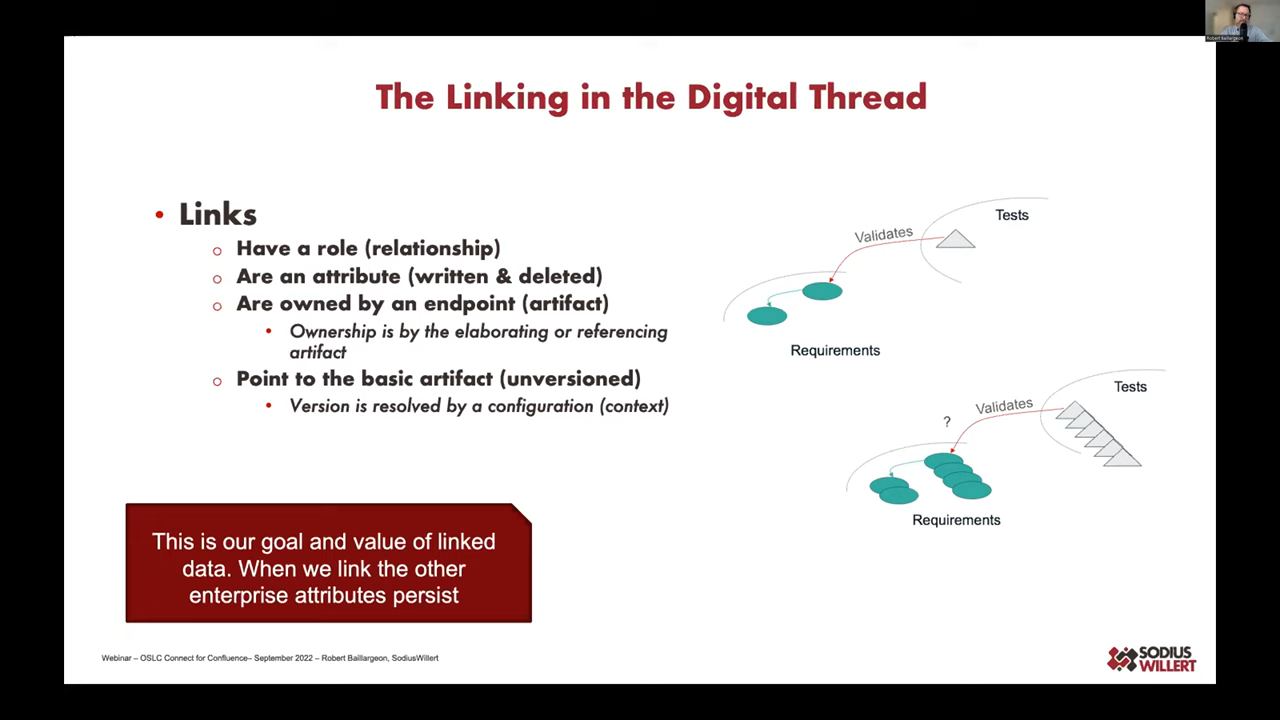 Robert Baillargeon
The Linking in the Digital Thread
• Links
o Have a role (relationship)
o Are an attribute (written & deleted)
o Are owned by an endpoint (artifact)
• Ownership is by the elaborating or referencing
artifact
o Point to the basic artifact (unversioned)
• Version is resolved by a configuration (context)
Tests
Validates
Requirements
Tests
Validates
?
Requirements
This is our goal and value of linked
data. When we link the other
enterprise attributes persist
Webinar – OSLC Connect for Confluence– September 2022 – Robert Baillargeon, SodiusWillert
SODIUS
WILLERT